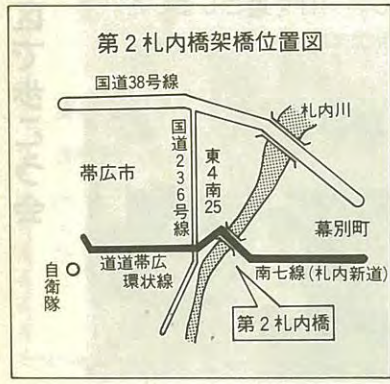 第2札内橋架橋位置図
国道38号線
札内川
国道236号線
東4南25
帯広市
幕別町
自衛隊
道道帯広
環状線
南七線(札内新道)
第2札内橋